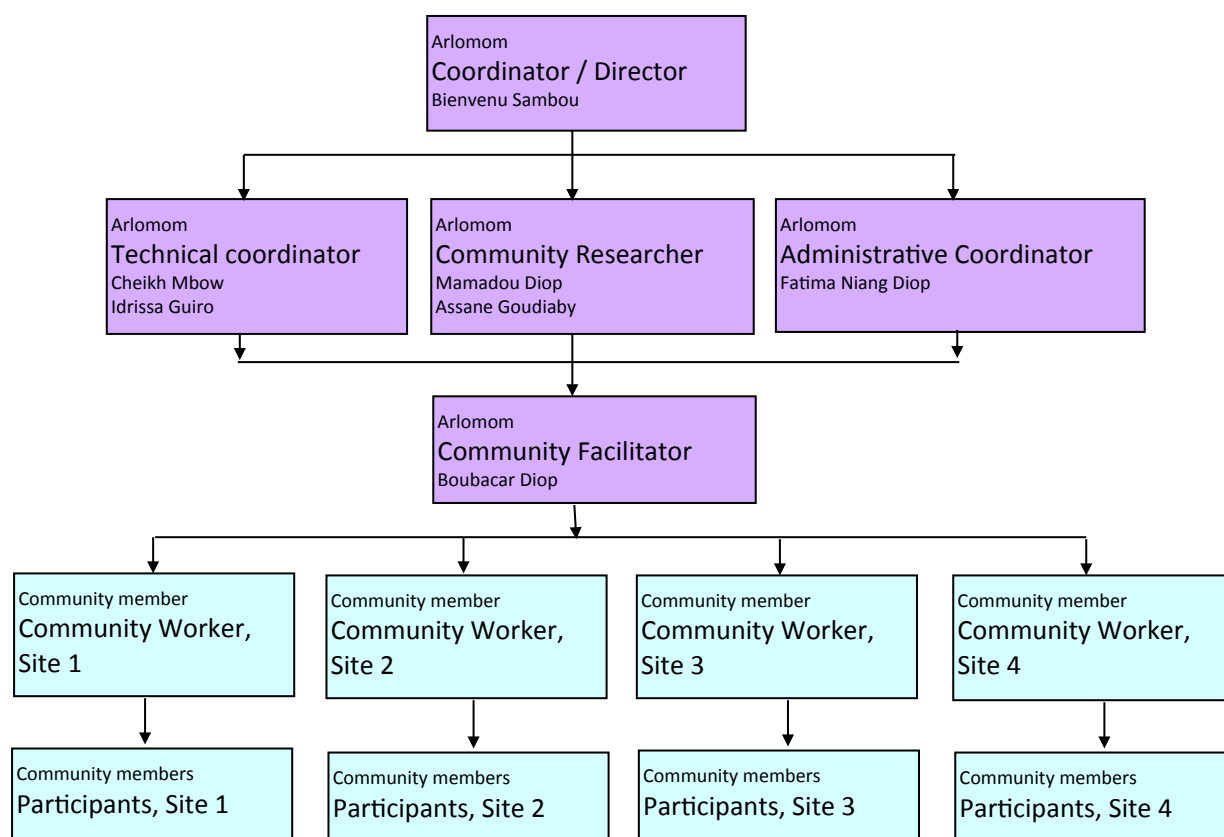 Arlomom
Coordinator / Director
Bienvenu Sambou
Arlomom
Technical coordinator
Cheikh Mbow
Idrissa Guiro
Arlomom
Community Researcher
Mamadou Diop
Assane Goudiaby
Arlomom
Administrative Coordinator
Fatima Niang Diop
Arlomom
Community Facilitator
Boubacar Diop
Community member
Community Worker,
Site 1
Community member
Community Worker,
Site 2
Community member
Community Worker,
Site 3
Community member
Community Worker,
Site 4
Community members
Participants, Site 1
Community members
Participants, Site 2
Community members
Participants, Site 3
Community members
Participants, Site 4